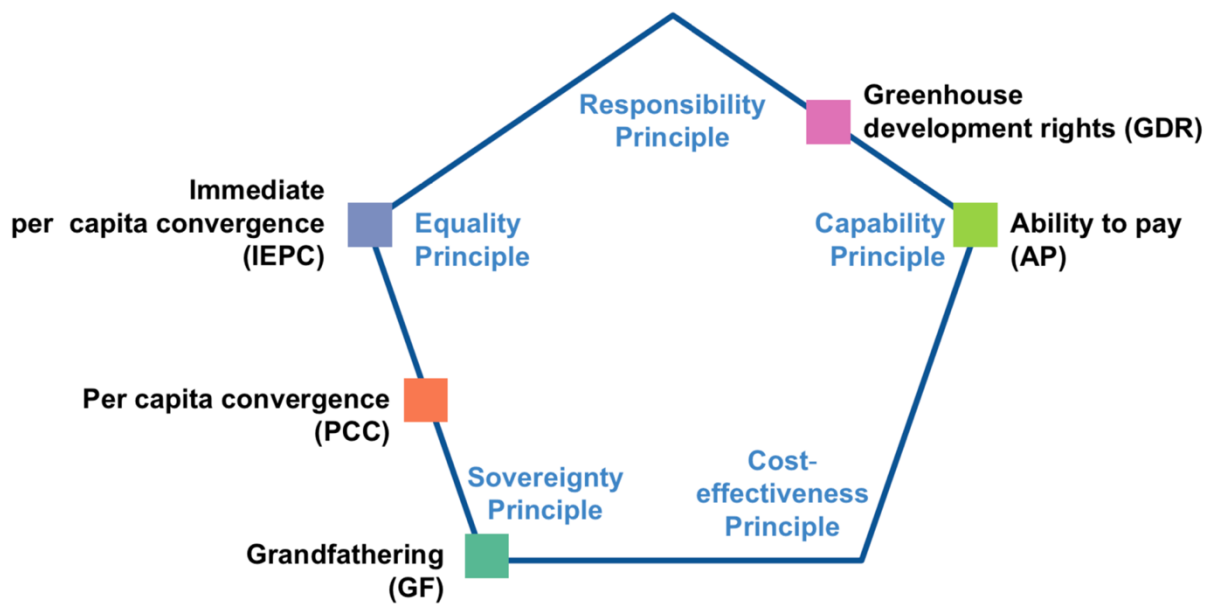 Responsibility
Principle
Greenhouse
development rights (GDR)
Immediate
per capita convergence
(IEPC)
Equality
Principle
Capability
Principle
Ability to pay
(AP)
Per capita convergence
(PCC)
Sovereignty
Principle
Cost-
effectiveness
Principle
Grandfathering
(GF)